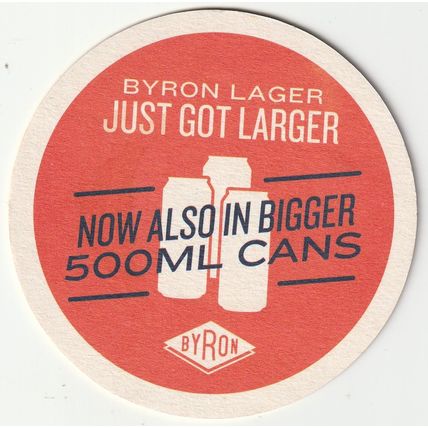 BYRON LAGER
JUST GOT LARGER
NOW ALSO IN BIGGER
500ML CANS
BYRON